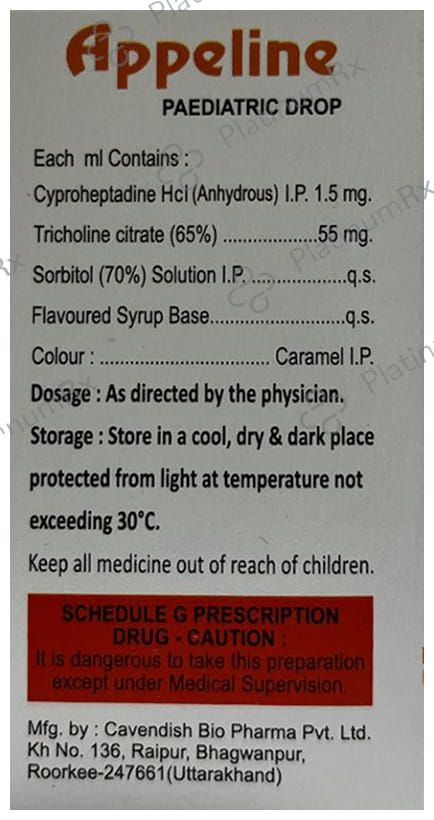 Appeline
PAEDIATRIC DROP
Each ml Contains :
Cyproheptadine Hcl (Anhydrous) I.P. 1.5 mg.
Tricholine citrate (65%) ...................55 mg.
Sorbitol (70%) Solution I.P. ...................q.s.
Flavoured Syrup Base...........................q.s.
Colour : .................................. Caramel I.P.
Dosage : As directed by the physician.
Storage : Store in a cool, dry & dark place
protected from light at temperature not
exceeding 30°C.
Keep all medicine out of reach of children.
SCHEDULE G PRESCRIPTION
DRUG - CAUTION :
It is dangerous to take this preparation
except under Medical Supervision.
Mfg. by : Cavendish Bio Pharma Pvt. Ltd.
Kh No. 136, Raipur, Bhagwanpur,
Roorkee-247661(Uttarakhand)
PlatinumRx